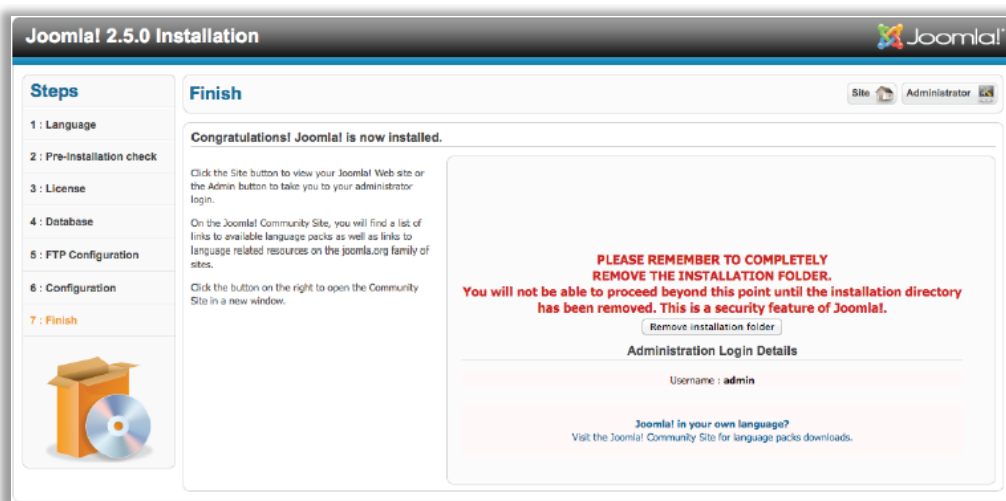 Joomla! 2.5.0 Installation
Joomla!
Steps
1 : Language
2 : Pre-Installation check
3 : License
4 : Database
5 : FTP Configuration
6 : Configuration
7 : Finish
Finish
Site
Administrator
Congratulations! Joomla! is now installed.
Click the Site button to view your Joomla! Web site or
the Admin button to take you to your administrator
login.
On the Joomla! Community Site, you will find a list of
links to available language packs as well as links to
language related resources on the joomla.org family of
sites.
Click the button on the right to open the Community
Site in a new window.
PLEASE REMEMBER TO COMPLETELY
REMOVE THE INSTALLATION FOLDER.
You will not be able to proceed beyond this point until the installation directory
has been removed. This is a security feature of Joomla!.
Remove installation folder
Administration Login Details
Username : admin
Joomla! in your own language?
Visit the Joomla! Community Site for language packs downloads.